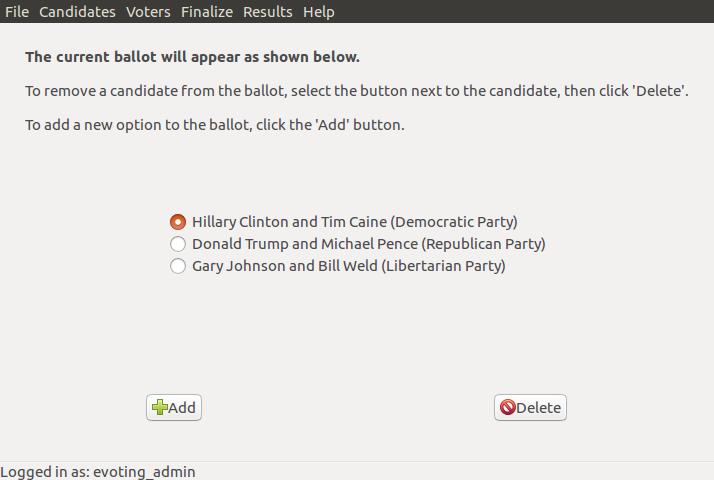 File Candidates Voters Finalize Results Help
The current ballot will appear as shown below.
To remove a candidate from the ballot, select the button next to the candidate, then click 'Delete'.
To add a new option to the ballot, click the 'Add' button.
Hillary Clinton and Tim Caine (Democratic Party)
Donald Trump and Michael Pence (Republican Party)
Gary Johnson and Bill Weld (Libertarian Party)
Add Delete
Logged in as: evoting_admin